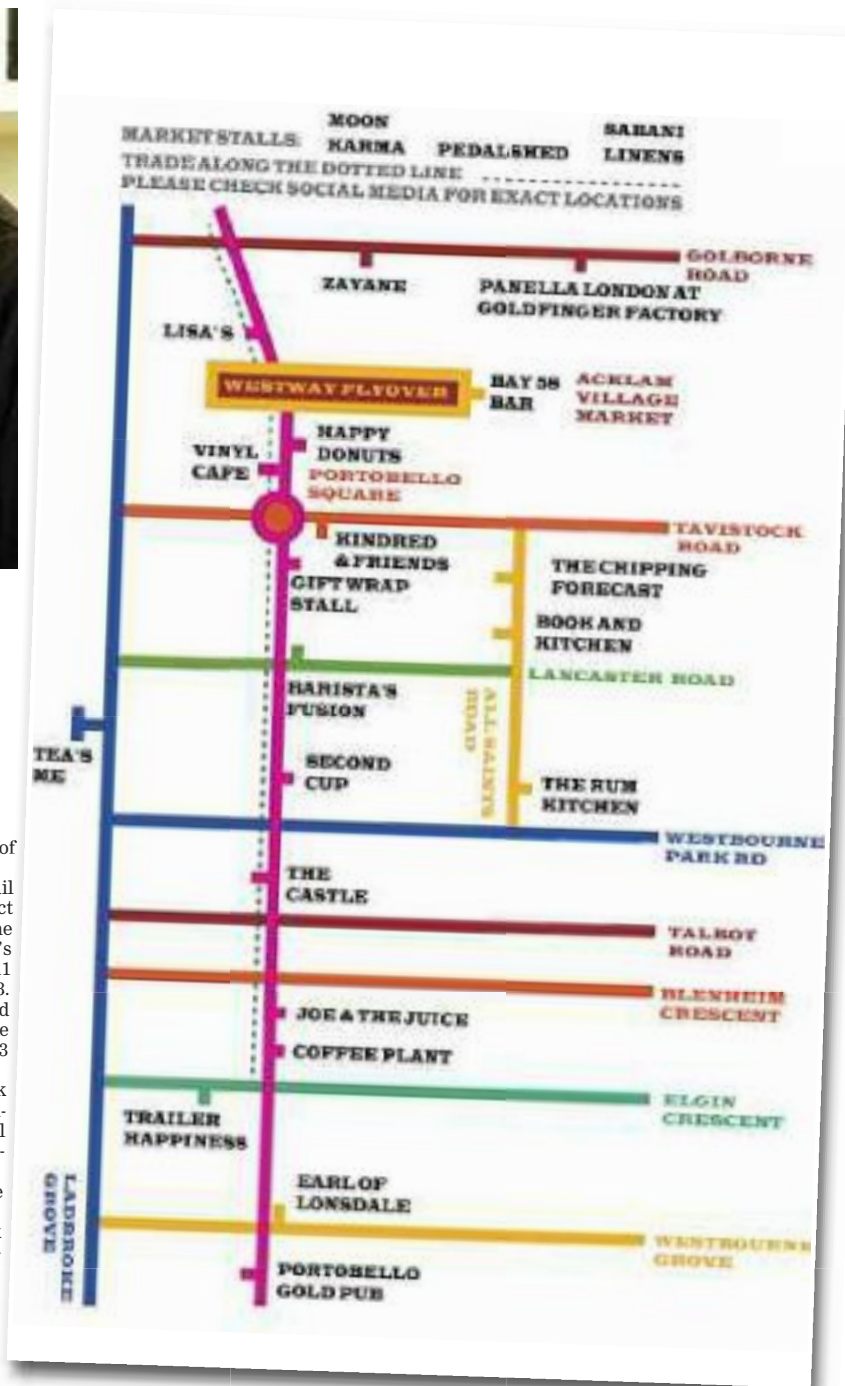 MOON
SABANI
MARKET STALLS:
KARMA
PEDALSHED
LINENS
TRADE ALONG THE DOTTED LINE
PLEASE CHECK SOCIAL MEDIA FOR EXACT LOCATIONS
GOLBORNE
ROAD
ZAYANE
PANELLA LONDON AT
GOLDFINGER FACTORY
LISA'S
WESTWAY FLYOVER
BAY 58
BAR
ACKLAM
VILLAGE
MARKET
HAPPY
DONUTS
VINYL
CAFE
PORTOBELLO
SQUARE
TAVISTOCK
ROAD
KINDRED
& FRIENDS
GIFT WRAP
STALL
THE CHIPPING
FORECAST
BOOK AND
KITCHEN
LANCASTER ROAD
BARISTA'S
FUSION
ALL SAINTS
ROAD
TEA'S
ME
SECOND
CUP
THE RUM
KITCHEN
WESTBOURNE
PARK RD
THE
CASTLE
TALBOT
ROAD
BLENHEIM
CRESCENT
JOE & THE JUICE
COFFEE PLANT
ELGIN
CRESCENT
TRAILER
HAPPINESS
EARL OF
LONSDALE
LADBROKE
GROVE
WESTBOURNE
GROVE
PORTOBELLO
GOLD PUB
of